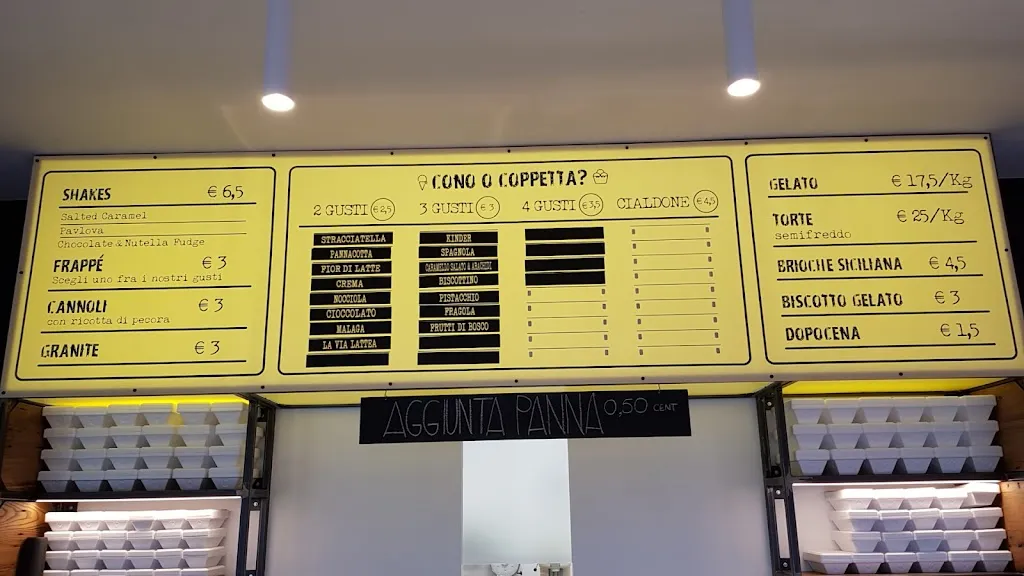 SHAKES € 6,5
Salted Caramel
Pavlova
Chocolate & Nutella Fudge
FRAPPÉ € 3
Scegli uno fra i nostri gusti
CANNOLI € 3
con ricotta di pecora
GRANITE € 3
CONO O COPPETTA?
2 GUSTI € 2,5
3 GUSTI € 3
4 GUSTI € 3,5
CIALDONE € 4,5
STRACCIATELLA
PANNACOTTA
FIOR DI LATTE
CREMA
NOCCIOLA
CIOCCOLATO
MALAGA
LA VIA LATTEA
KINDER
SPAGNOLA
CARAMELLO SALATO & ARACHIDI
BISCOTTINO
PISTACCHIO
FRAGOLA
FRUTTI DI BOSCO
GELATO € 17,5/Kg
TORTE € 25/Kg
semifreddo
BRIOCHE SICILIANA € 4,5
BISCOTTO GELATO € 3
DOPOCENA € 1,5
AGGIUNTA PANNA 0,50 CENT